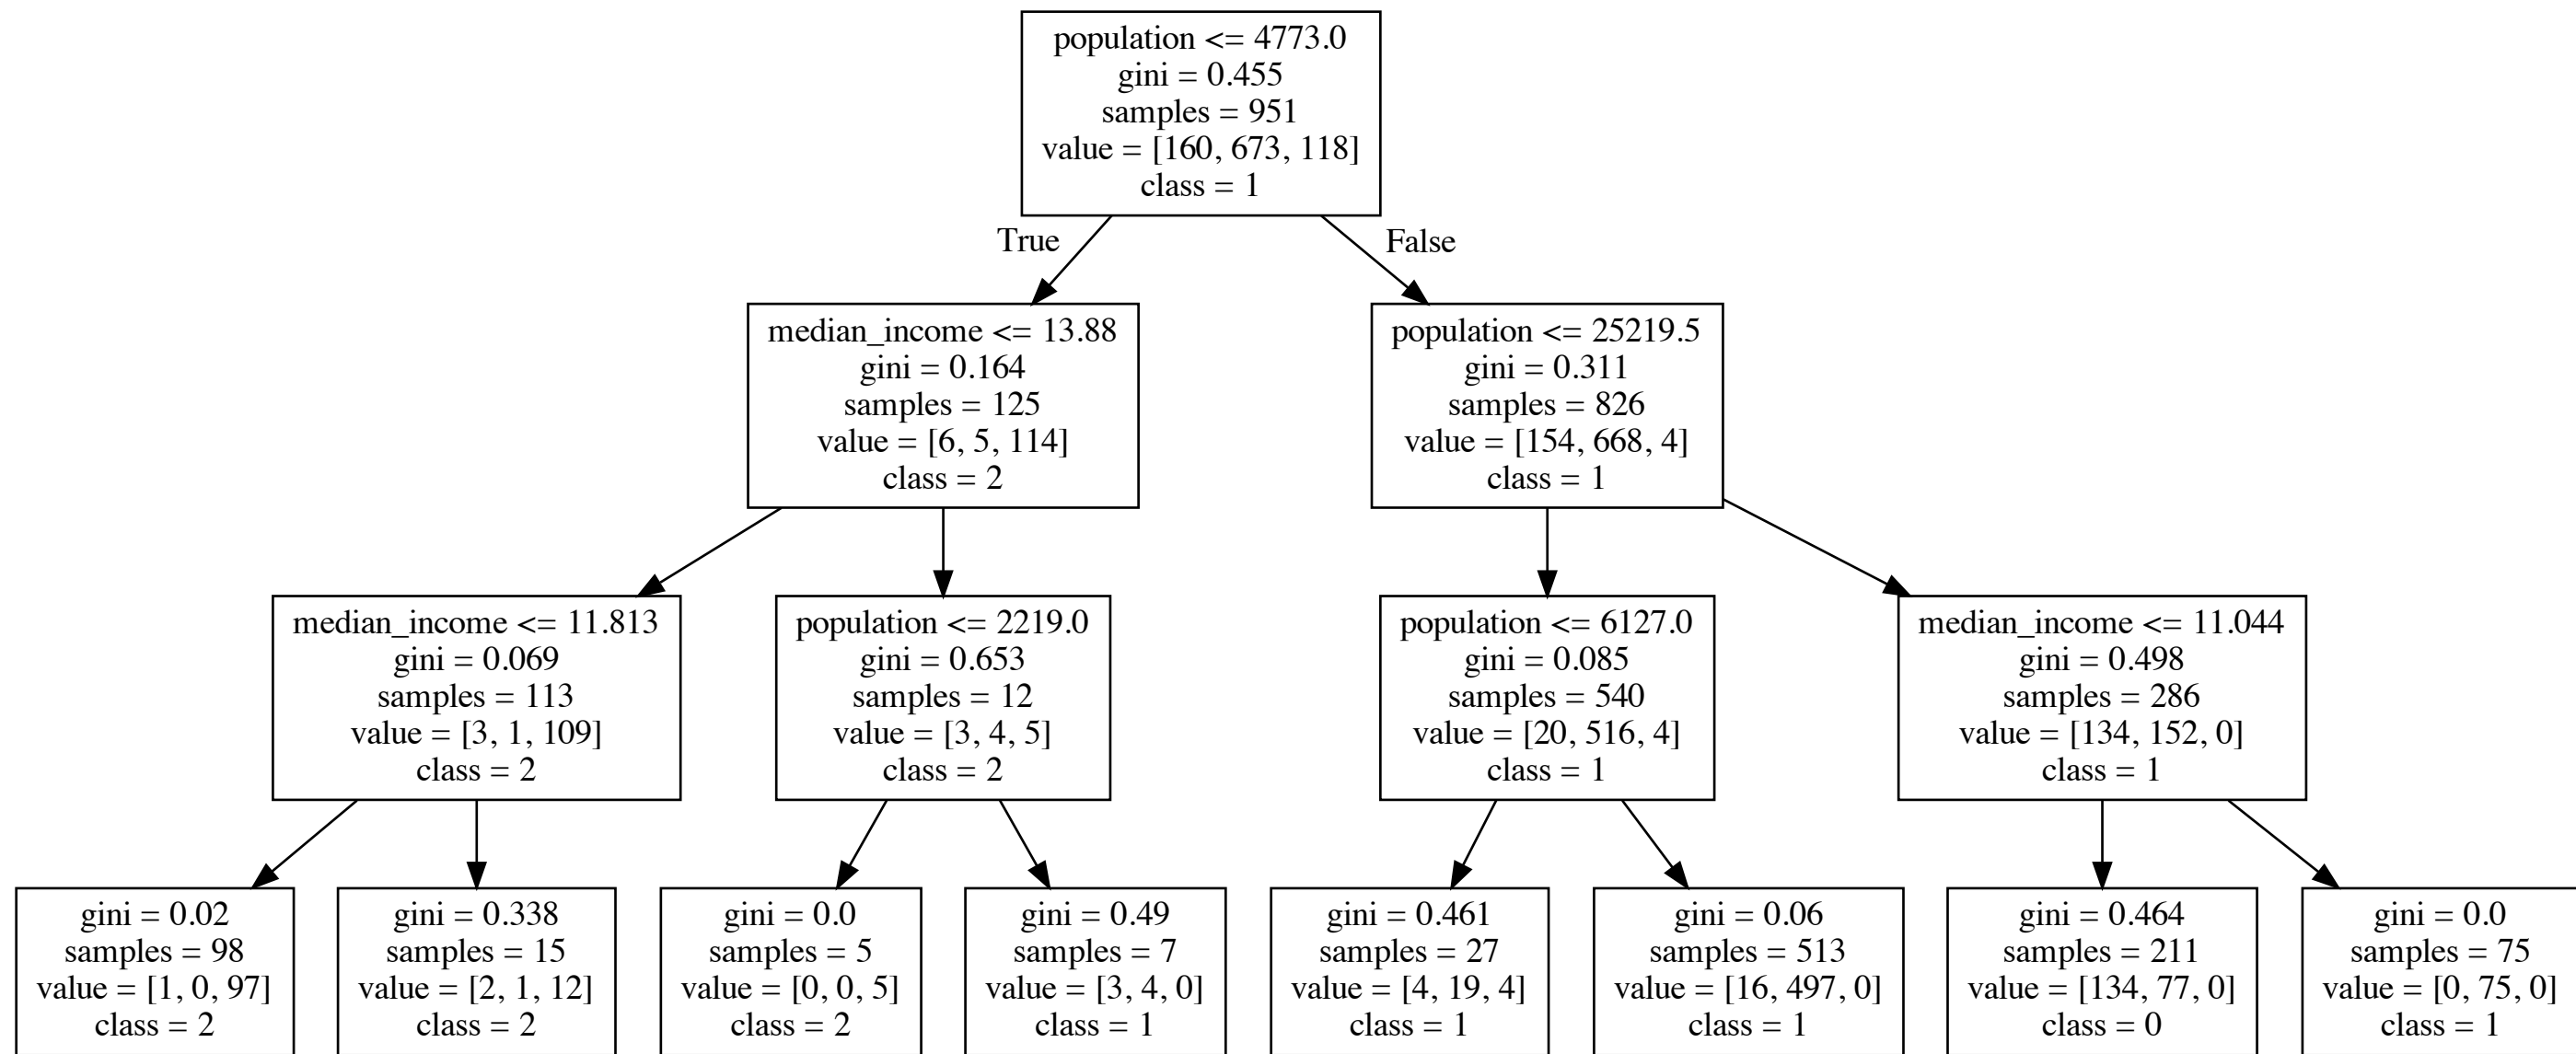 population <= 4773.0
gini = 0.455
samples = 951
value = [160, 673, 118]
class = 1
True
False
median_income <= 13.88
gini = 0.164
samples = 125
value = [6, 5, 114]
class = 2
population <= 25219.5
gini = 0.311
samples = 826
value = [154, 668, 4]
class = 1
median_income <= 11.813
gini = 0.069
samples = 113
value = [3, 1, 109]
class = 2
population <= 2219.0
gini = 0.653
samples = 12
value = [3, 4, 5]
class = 2
population <= 6127.0
gini = 0.085
samples = 540
value = [20, 516, 4]
class = 1
median_income <= 11.044
gini = 0.498
samples = 286
value = [134, 152, 0]
class = 1
gini = 0.02
samples = 98
value = [1, 0, 97]
class = 2
gini = 0.338
samples = 15
value = [2, 1, 12]
class = 2
gini = 0.0
samples = 5
value = [0, 0, 5]
class = 2
gini = 0.49
samples = 7
value = [3, 4, 0]
class = 1
gini = 0.461
samples = 27
value = [4, 19, 4]
class = 1
gini = 0.06
samples = 513
value = [16, 497, 0]
class = 1
gini = 0.464
samples = 211
value = [134, 77, 0]
class = 0
gini = 0.0
samples = 75
value = [0, 75, 0]
class = 1